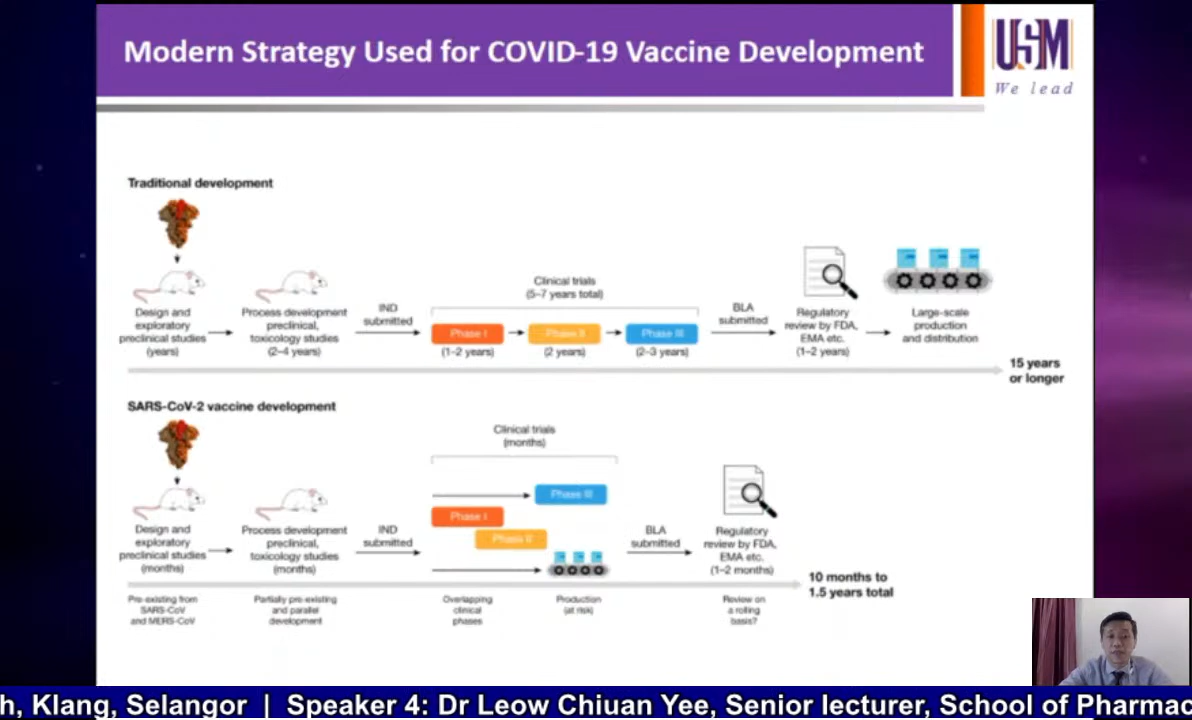 Modern Strategy Used for COVID-19 Vaccine Development
USM
We lead
Traditional development
Design and
exploratory
preclinical studies
(years)
Process development
preclinical,
toxicology studies
(2–4 years)
IND
submitted
Clinical trials
(5–7 years total)
Phase I
Phase II
Phase III
(1–2 years)
(2 years)
(2–3 years)
BLA
submitted
Regulatory
review by FDA,
EMA etc.
(1–2 years)
Large-scale
production
and distribution
15 years
or longer
SARS-CoV-2 vaccine development
Design and
exploratory
preclinical studies
(months)
Process development
preclinical,
toxicology studies
(months)
IND
submitted
Clinical trials
(months)
Phase III
Phase I
Phase II
BLA
submitted
Regulatory
review by FDA,
EMA etc.
(1–2 months)
10 months to
1.5 years total
Pre-existing from
SARS-CoV
and MERS-CoV
Partially pre-existing
and parallel
development
Overlapping
clinical
phases
Production
(at risk)
Review on
a rolling
basis?
h, Klang, Selangor | Speaker 4: Dr Leow Chiuan Yee, Senior lecturer, School of Pharmac